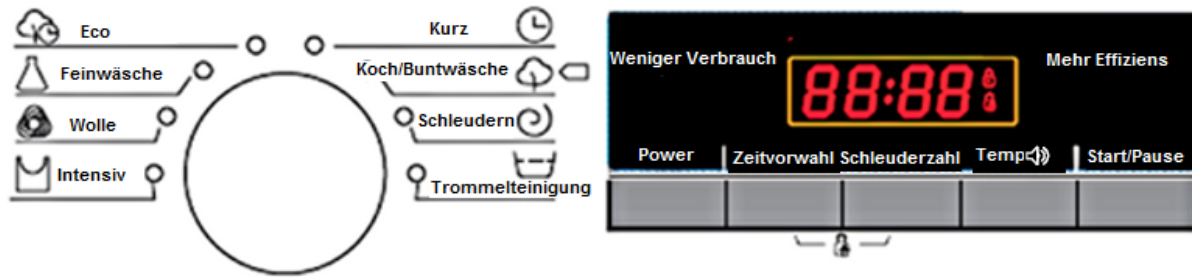 Eco
Kurz
Feinwäsche
Koch/Buntwäsche
Wolle
Schleudern
Intensiv
Trommelteinigung
Weniger Verbrauch
Mehr Effiziens
88:88
Power
Zeitvorwahl
Schleuderzahl
Temp
Start/Pause